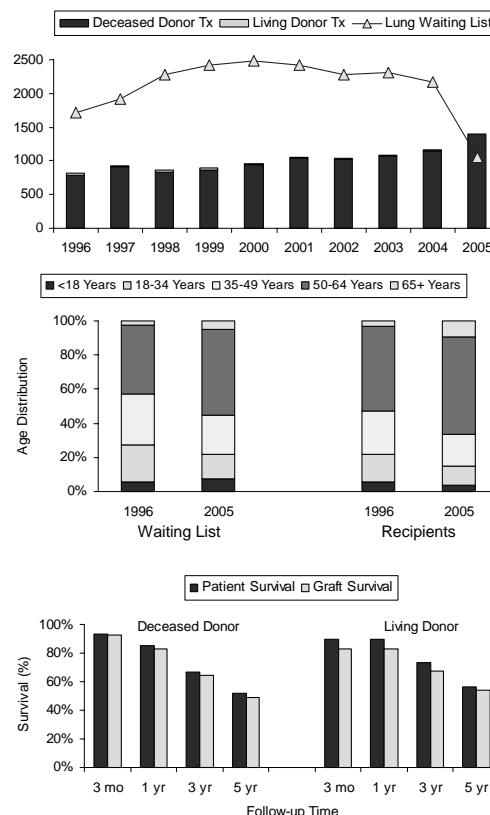 Deceased Donor Tx Living Donor Tx Lung Waiting List
2500
2000
1500
1000
500
0
1996 1997 1998 1999 2000 2001 2002 2003 2004 2005
<18 Years 18-34 Years 35-49 Years 50-64 Years 65+ Years
100%
80%
60%
40%
20%
0%
Age Distribution
1996 2005 1996 2005
Waiting List Recipients
Patient Survival Graft Survival
Deceased Donor Living Donor
100%
80%
60%
40%
20%
0%
Survival (%)
3 mo 1 yr 3 yr 5 yr 3 mo 1 yr 3 yr 5 yr
Follow-up Time